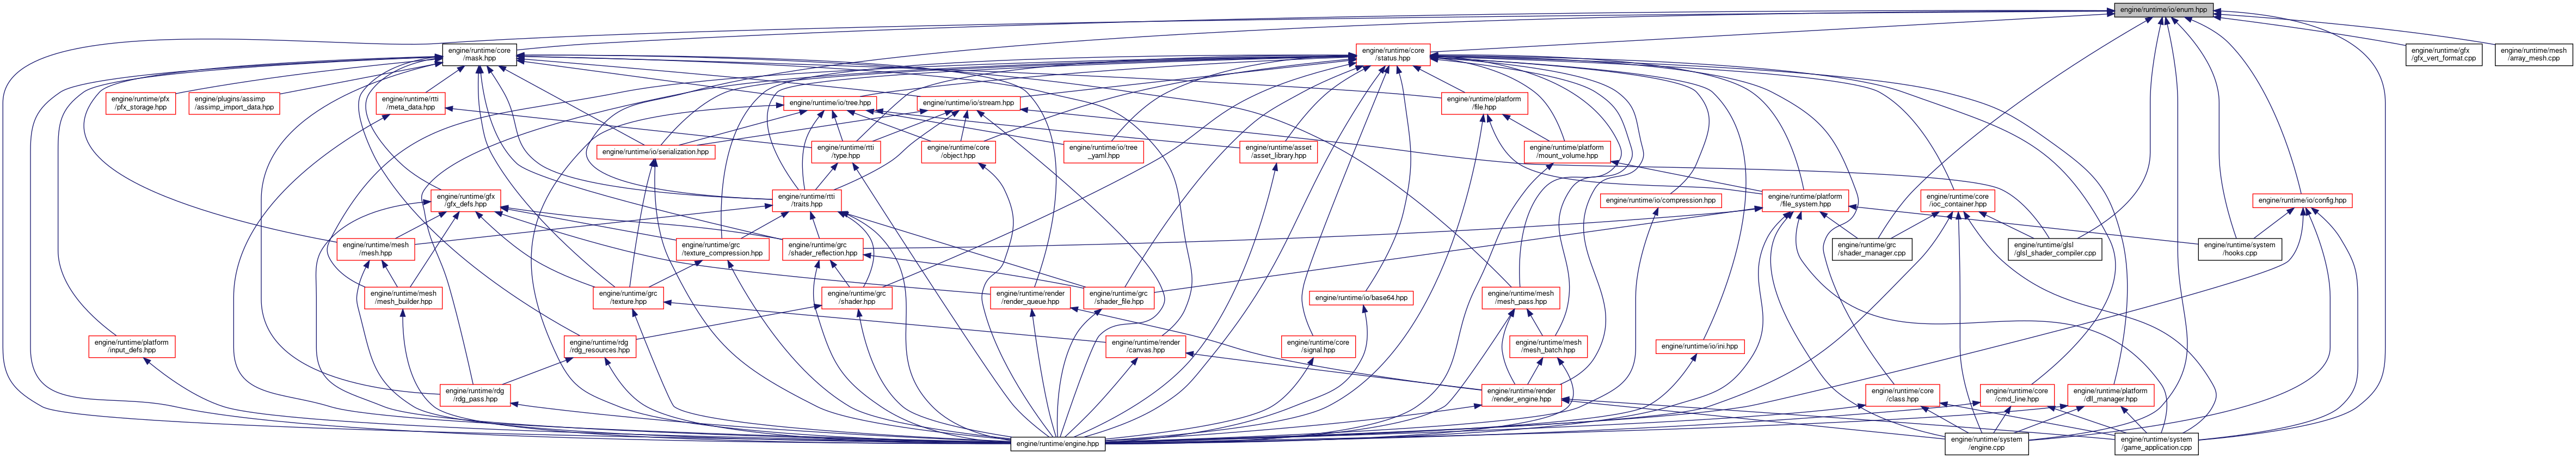 engine/runtime/io/enum.hpp
engine/runtime/core
/mask.hpp
engine/runtime/core
/status.hpp
engine/runtime/gfx
/gfx_vert_format.cpp
engine/runtime/mesh
/array_mesh.cpp
engine/runtime/pfx
/pfx_storage.hpp
engine/plugins/assimp
/assimp_import_data.hpp
engine/runtime/rtti
/meta_data.hpp
engine/runtime/io/tree.hpp
engine/runtime/io/stream.hpp
engine/runtime/platform
/file.hpp
engine/runtime/io/serialization.hpp
engine/runtime/rtti
/type.hpp
engine/runtime/core
/object.hpp
engine/runtime/io/tree
_yaml.hpp
engine/runtime/asset
/asset_library.hpp
engine/runtime/platform
/mount_volume.hpp
engine/runtime/gfx
/gfx_defs.hpp
engine/runtime/rtti
/traits.hpp
engine/runtime/io/compression.hpp
engine/runtime/platform
/file_system.hpp
engine/runtime/core
/ioc_container.hpp
engine/runtime/io/config.hpp
engine/runtime/mesh
/mesh.hpp
engine/runtime/grc
/texture_compression.hpp
engine/runtime/grc
/shader_reflection.hpp
engine/runtime/grc
/shader_manager.cpp
engine/runtime/glsl
/glsl_shader_compiler.cpp
engine/runtime/system
/hooks.cpp
engine/runtime/mesh
/mesh_builder.hpp
engine/runtime/grc
/texture.hpp
engine/runtime/grc
/shader.hpp
engine/runtime/render
/render_queue.hpp
engine/runtime/grc
/shader_file.hpp
engine/runtime/io/base64.hpp
engine/runtime/mesh
/mesh_pass.hpp
engine/runtime/platform
/input_defs.hpp
engine/runtime/rdg
/rdg_resources.hpp
engine/runtime/render
/canvas.hpp
engine/runtime/core
/signal.hpp
engine/runtime/mesh
/mesh_batch.hpp
engine/runtime/io/ini.hpp
engine/runtime/rdg
/rdg_pass.hpp
engine/runtime/render
/render_engine.hpp
engine/runtime/core
/class.hpp
engine/runtime/core
/cmd_line.hpp
engine/runtime/platform
/dll_manager.hpp
engine/runtime/engine.hpp
engine/runtime/system
/engine.cpp
engine/runtime/system
/game_application.cpp